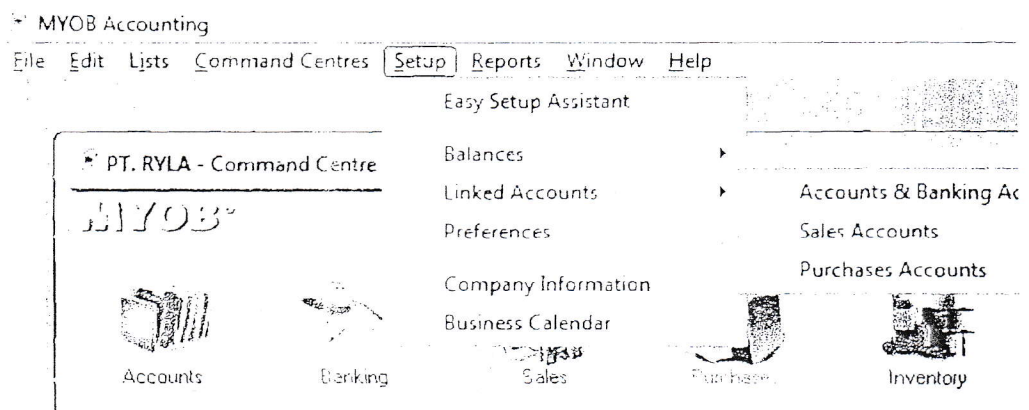 MYOB Accounting
File Edit Lists Command Centres Setup Reports Window Help
Easy Setup Assistant
Balances
Linked Accounts
Preferences
Company Information
Business Calendar
Accounts & Banking Ac
Sales Accounts
Purchases Accounts
PT. RYLA - Command Centre
MYOB
Accounts Banking Sales Purchases Inventory